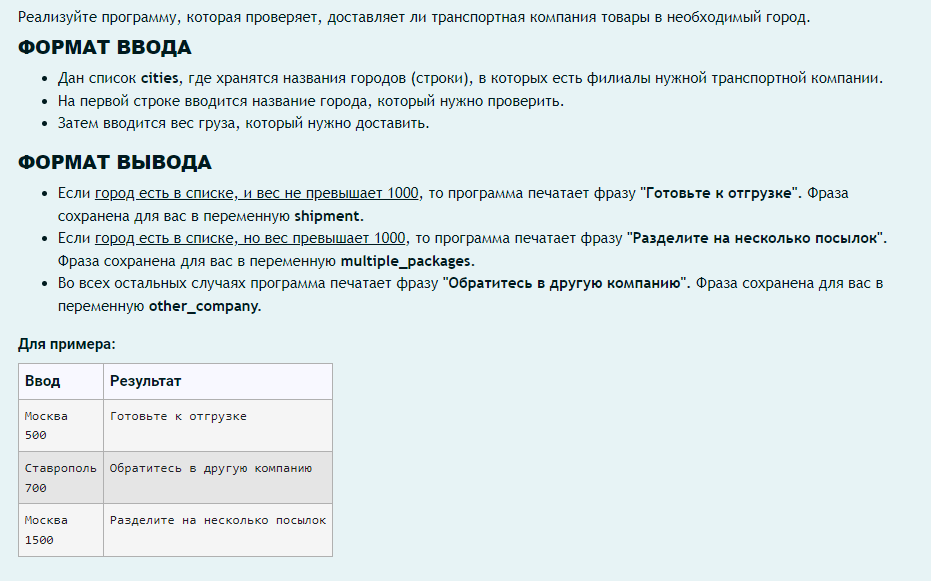 Реализуйте программу, которая проверяет, доставляет ли транспортная компания товары в необходимый город.
ФОРМАТ ВВОДА
• Дан список cities, где хранятся названия городов (строки), в которых есть филиалы нужной транспортной компании.
• На первой строке вводится название города, который нужно проверить.
• Затем вводится вес груза, который нужно доставить.
ФОРМАТ ВЫВОДА
• Если город есть в списке, и вес не превышает 1000, то программа печатает фразу "Готовьте к отгрузке". Фраза
сохранена для вас в переменную shipment.
• Если город есть в списке, но вес превышает 1000, то программа печатает фразу "Разделите на несколько посылок".
Фраза сохранена для вас в переменную multiple_packages.
• Во всех остальных случаях программа печатает фразу "Обратитесь в другую компанию". Фраза сохранена для вас в
переменную other_company.
Для примера:
Ввод Результат
Москва Готовьте к отгрузке
500
Ставрополь Обратитесь в другую компанию
700
Москва Разделите на несколько посылок
1500